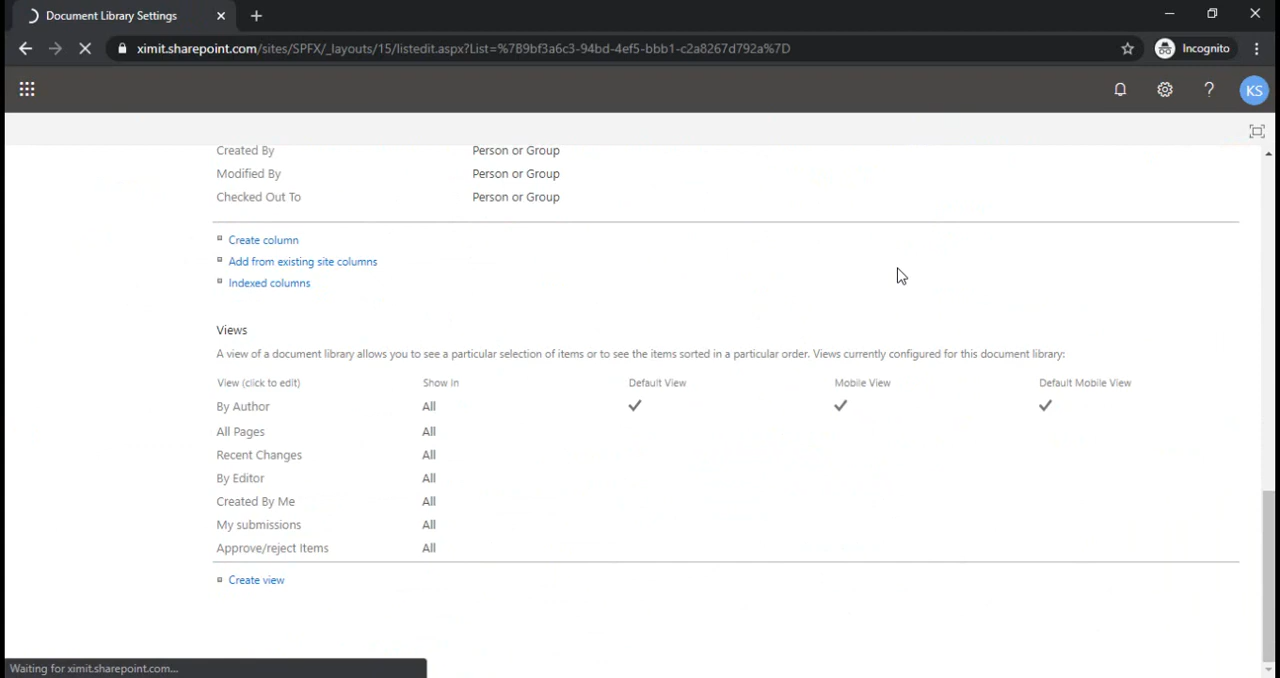 Document Library Settings
ximit.sharepoint.com/sites/SPFX/_layouts/15/listedit.aspx?List=%7B9bf3a6c3-94bd-4ef5-bbb1-c2a8267d792a%7D
Incognito
KS
Created By Person or Group
Modified By Person or Group
Checked Out To Person or Group
Create column
Add from existing site columns
Indexed columns
Views
A view of a document library allows you to see a particular selection of items or to see the items sorted in a particular order. Views currently configured for this document library:
View (click to edit) Show In Default View Mobile View Default Mobile View
By Author All
All Pages All
Recent Changes All
By Editor All
Created By Me All
My submissions All
Approve/reject Items All
Create view
Waiting for ximit.sharepoint.com...